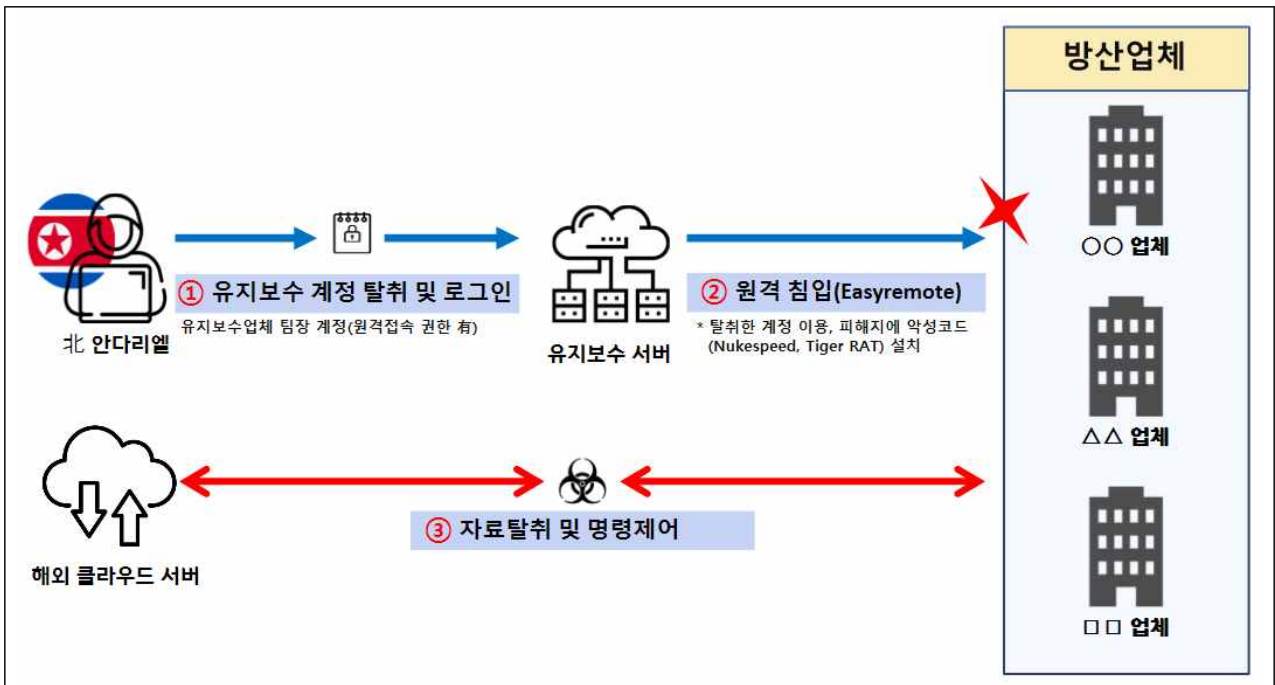 방산업체
○○ 업체
① 유지보수 계정 탈취 및 로그인
유지보수업체 팀장 계정(원격접속 권한 有)
北 안다리엘
유지보수 서버
② 원격 침입(Easyremote)
* 탈취한 계정 이용, 피해지에 악성코드
(Nukespeed, Tiger RAT) 설치
△△ 업체
③ 자료탈취 및 명령제어
해외 클라우드 서버
□□ 업체